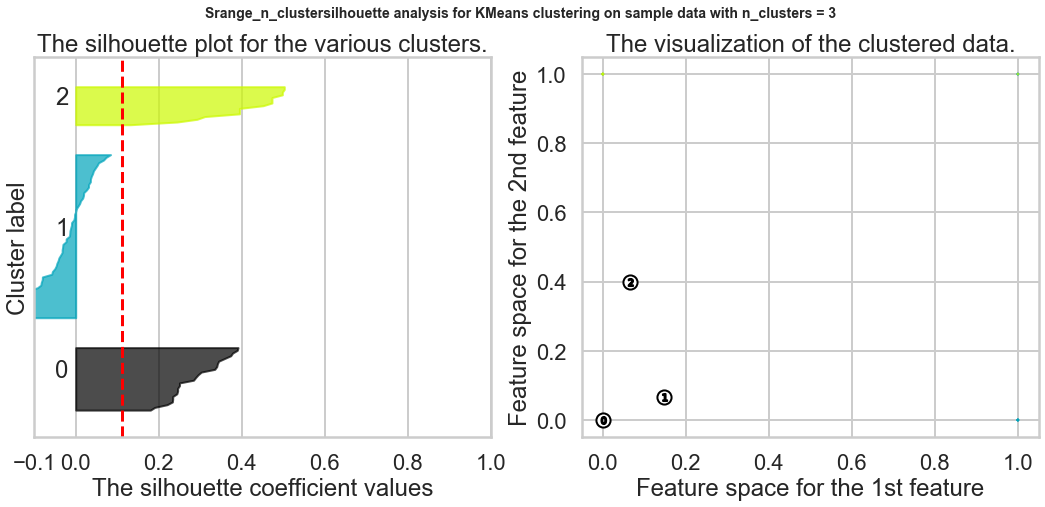 Srange_n_clustersilhouette analysis for KMeans clustering on sample data with n_clusters = 3
The silhouette plot for the various clusters.
2
1
0
Cluster label
−0.1 0.0 0.2 0.4 0.6 0.8 1.0
The silhouette coefficient values
The visualization of the clustered data.
1.0
0.8
0.6
0.4
0.2
0.0
Feature space for the 2nd feature
2
1
0
0.0 0.2 0.4 0.6 0.8 1.0
Feature space for the 1st feature